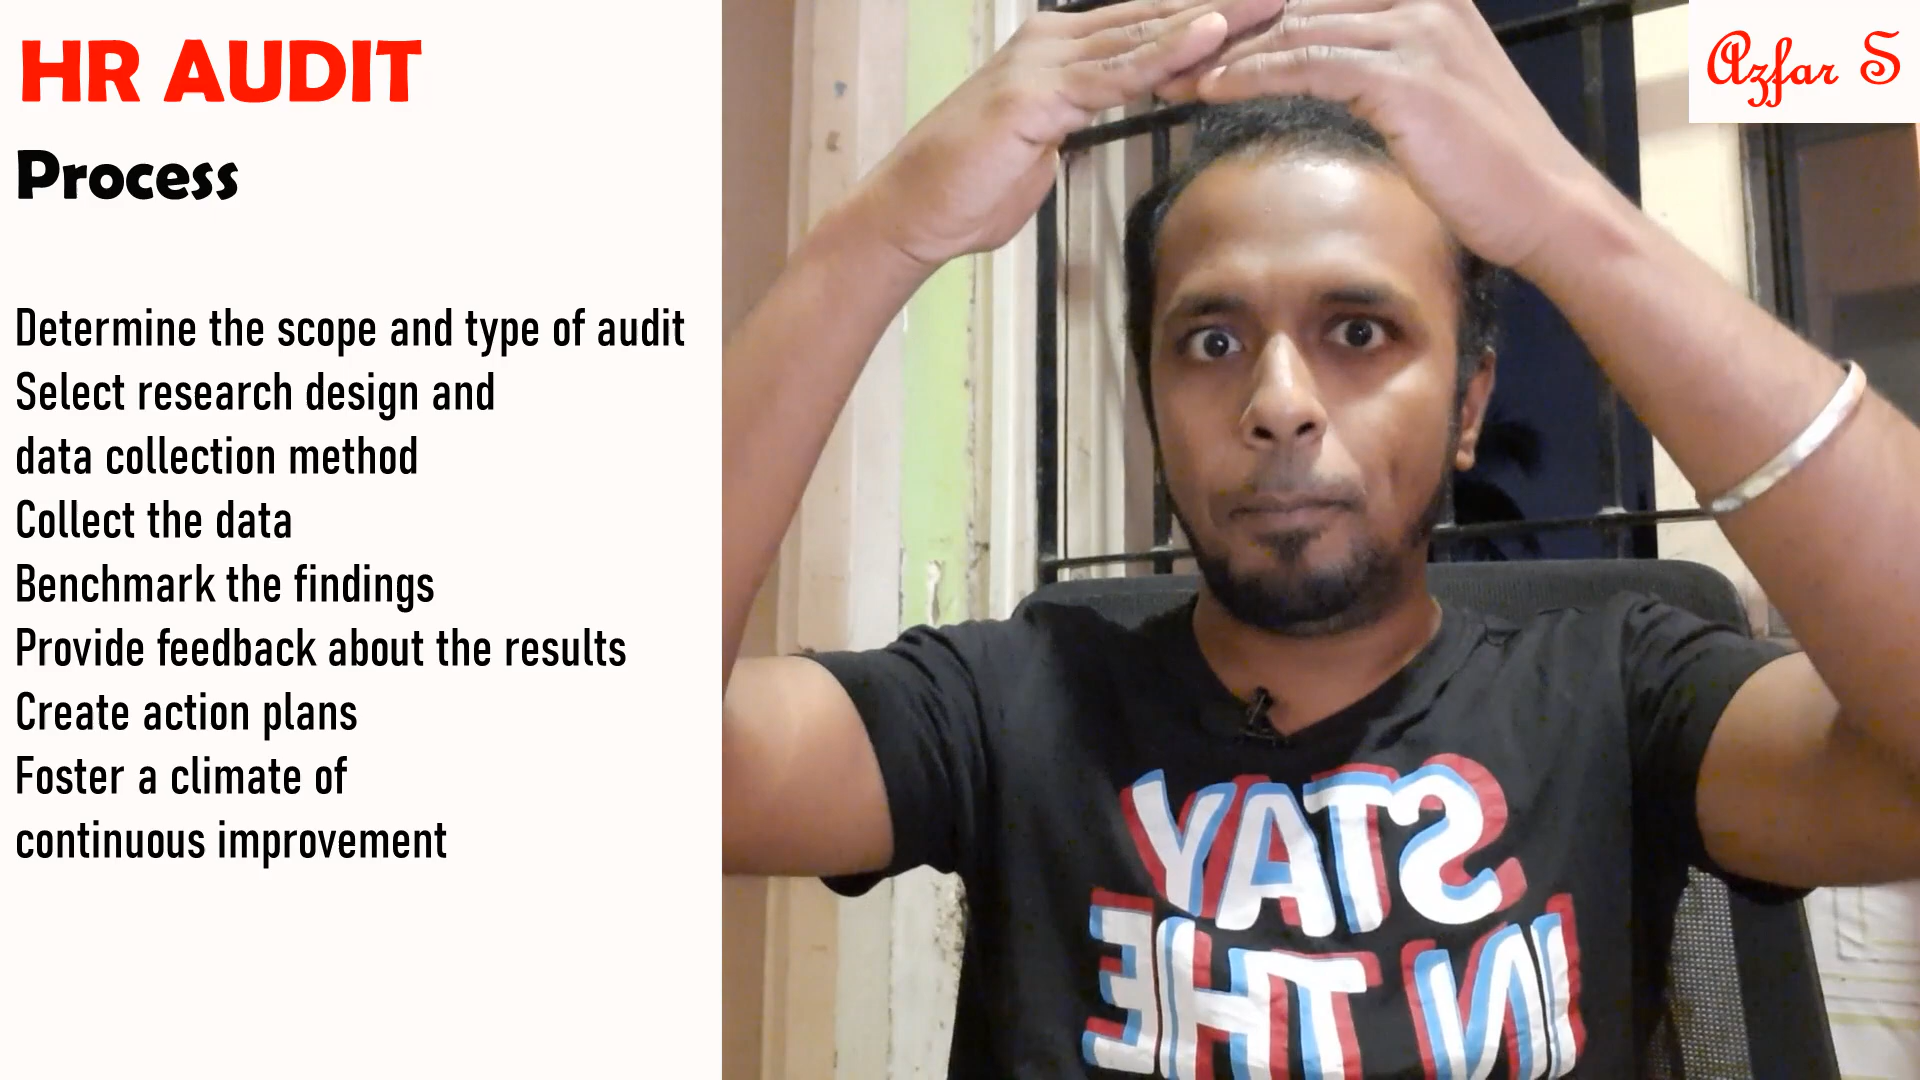 HR AUDIT
Process
Determine the scope and type of audit
Select research design and
data collection method
Collect the data
Benchmark the findings
Provide feedback about the results
Create action plans
Foster a climate of
continuous improvement
Azfar S
STAY
IN THE